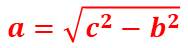 a = √(c² − b²)